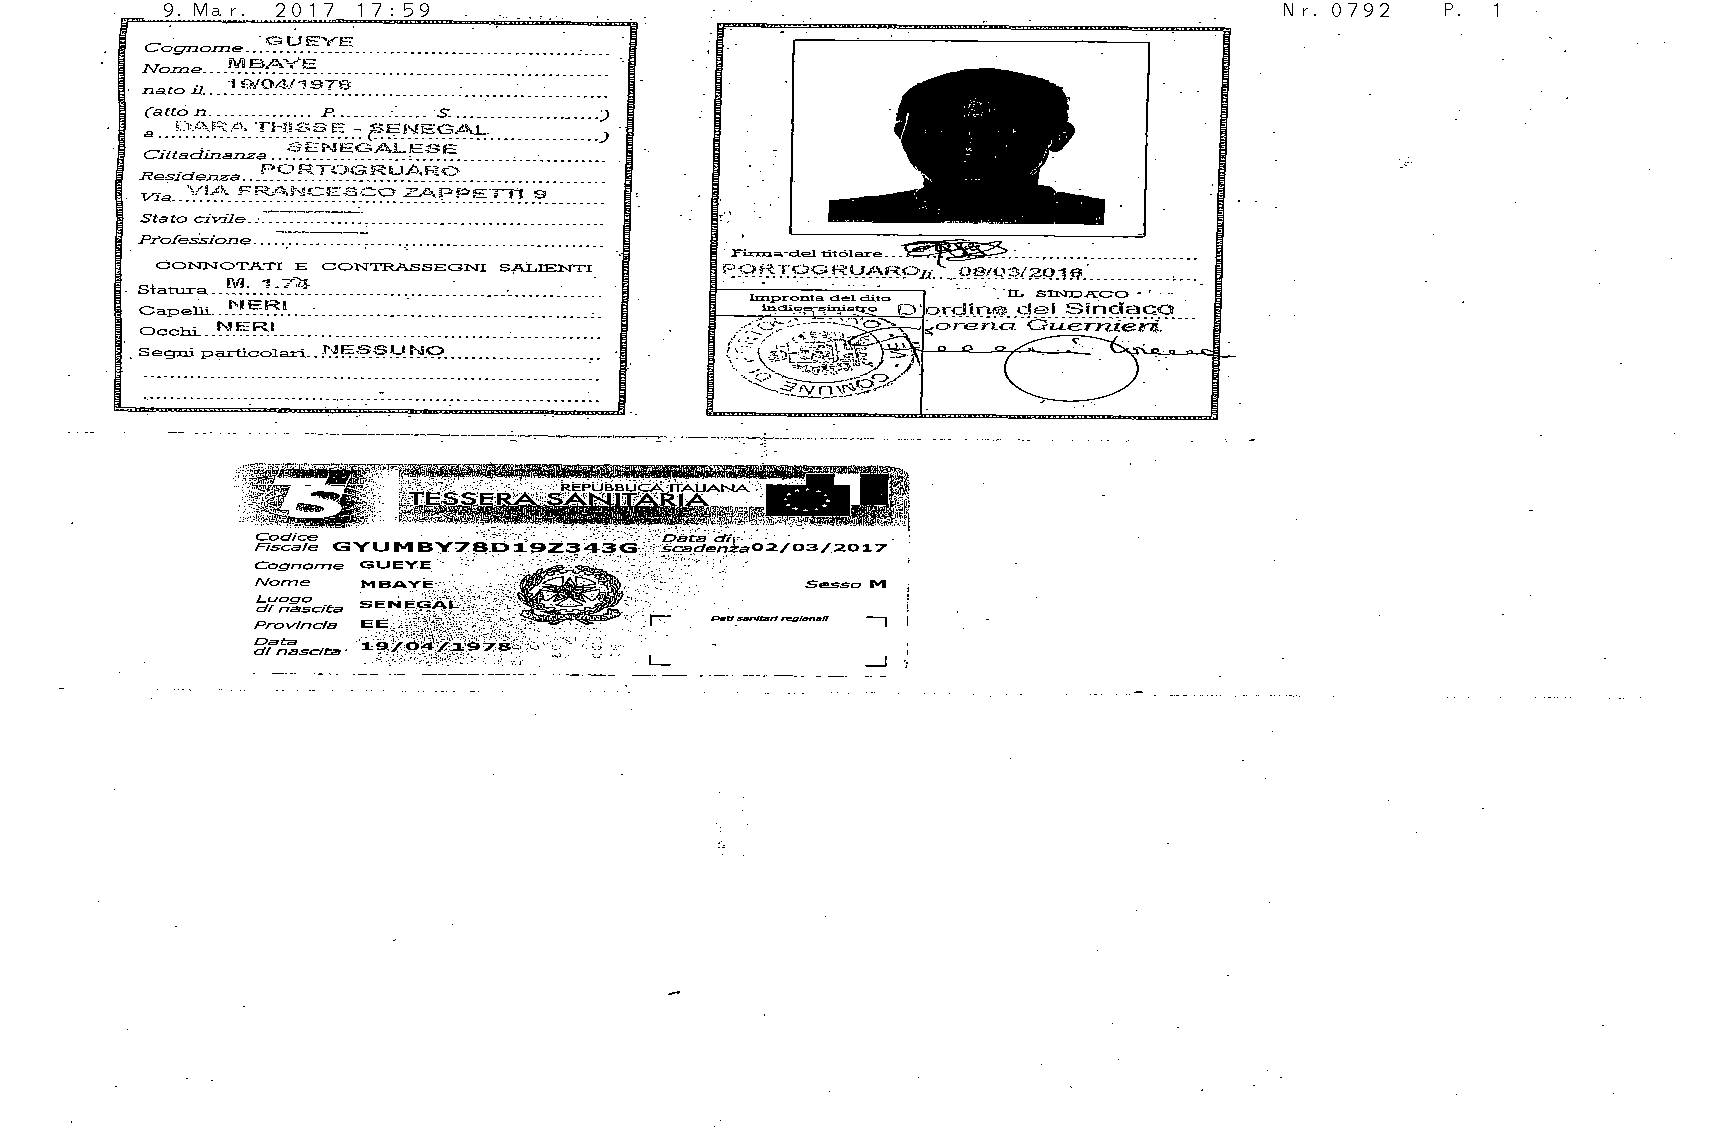 9. Mar. 2017 17:59
Nr. 0792 P. 1
Cognome GUEYE
Nome MBAYE
nato il 19/04/1978
(atto n. P. S. )
a DARA THISSE - SENEGAL )
Cittadinanza SENEGALESE
Residenza PORTOGRUARO
Via VIA FRANCESCO ZAPPETTI 9
Stato civile
Professione
CONNOTATI E CONTRASSEGNI SALIENTI
Statura M. 1.78
Capelli NERI
Occhi NERI
Segni particolari NESSUNO
Firma del titolare
PORTOGRUARO li 08/03/2016
Impronta del dito
indice sinistro
IL SINDACO
D'ordine del Sindaco
Lorena Guernieri
COMUNE DI
REPUBBLICA ITALIANA
TESSERA SANITARIA
Codice Fiscale GYUMBY78D19Z343G Data di scadenza 02/03/2017
Cognome GUEYE
Nome MBAYE Sesso M
Luogo di nascita SENEGAL
Provincia EE
Dati sanitari regionali
Data di nascita 19/04/1978